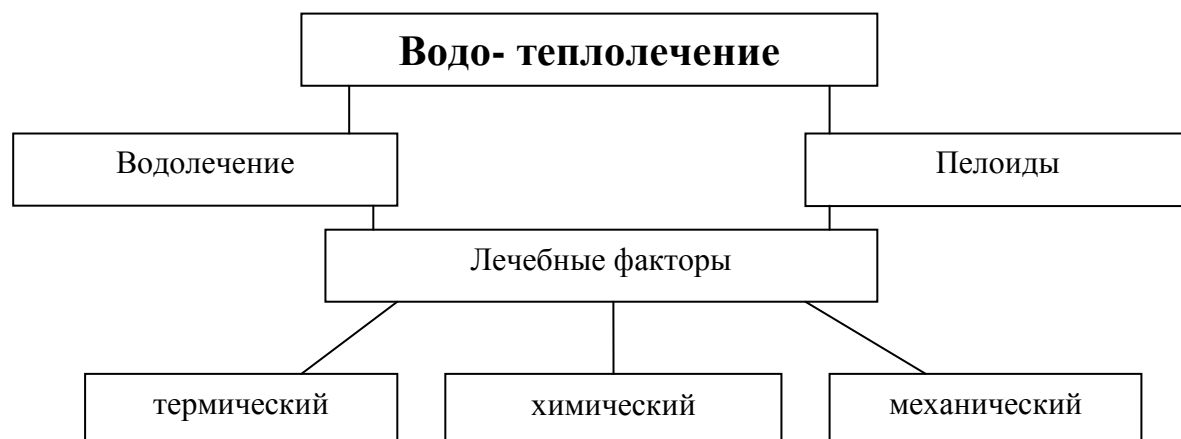 Водо- теплолечение
Водолечение
Пелоиды
Лечебные факторы
термический
химический
механический